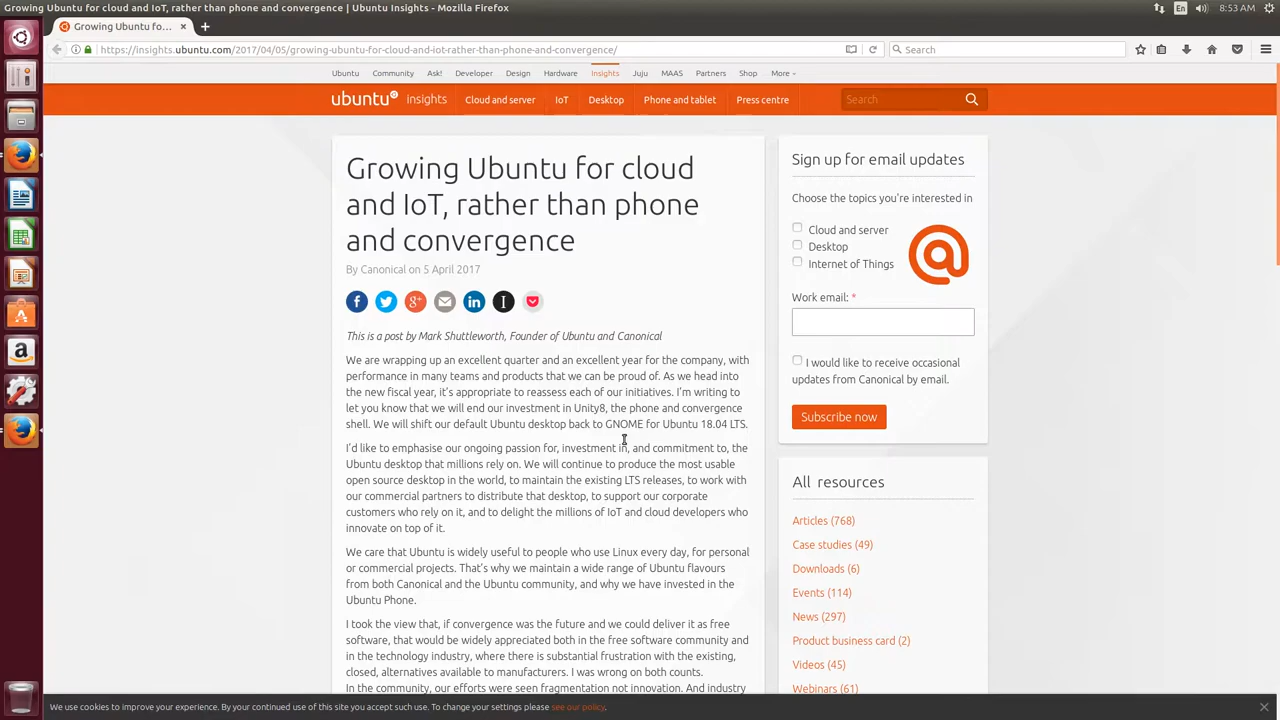 Growing Ubuntu for cloud and IoT, rather than phone and convergence | Ubuntu Insights - Mozilla Firefox
En
8:53 AM
Growing Ubuntu fo...
https://insights.ubuntu.com/2017/04/05/growing-ubuntu-for-cloud-and-iot-rather-than-phone-and-convergence/
Search
Ubuntu Community Ask! Developer Design Hardware Insights Juju MAAS Partners Shop More
ubuntu insights Cloud and server IoT Desktop Phone and tablet Press centre Search
Growing Ubuntu for cloud
and IoT, rather than phone
and convergence
By Canonical on 5 April 2017
This is a post by Mark Shuttleworth, Founder of Ubuntu and Canonical
We are wrapping up an excellent quarter and an excellent year for the company, with
performance in many teams and products that we can be proud of. As we head into
the new fiscal year, it's appropriate to reassess each of our initiatives. I'm writing to
let you know that we will end our investment in Unity8, the phone and convergence
shell. We will shift our default Ubuntu desktop back to GNOME for Ubuntu 18.04 LTS.
I'd like to emphasise our ongoing passion for, investment in, and commitment to, the
Ubuntu desktop that millions rely on. We will continue to produce the most usable
open source desktop in the world, to maintain the existing LTS releases, to work with
our commercial partners to distribute that desktop, to support our corporate
customers who rely on it, and to delight the millions of IoT and cloud developers who
innovate on top of it.
We care that Ubuntu is widely useful to people who use Linux every day, for personal
or commercial projects. That's why we maintain a wide range of Ubuntu flavours
from both Canonical and the Ubuntu community, and why we have invested in the
Ubuntu Phone.
I took the view that, if convergence was the future and we could deliver it as free
software, that would be widely appreciated both in the free software community and
in the technology industry, where there is substantial frustration with the existing,
closed, alternatives available to manufacturers. I was wrong on both counts.
In the community, our efforts were seen fragmentation not innovation. And industry
Sign up for email updates
Choose the topics you're interested in
Cloud and server
Desktop
Internet of Things
Work email: *
I would like to receive occasional
updates from Canonical by email.
Subscribe now
All resources
Articles (768)
Case studies (49)
Downloads (6)
Events (114)
News (297)
Product business card (2)
Videos (45)
Webinars (61)
We use cookies to improve your experience. By your continued use of this site you accept such use. To change your settings please see our policy.